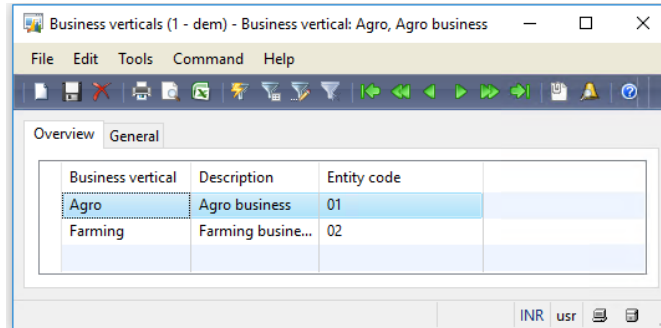 Business verticals (1 - dem) - Business vertical: Agro, Agro business
File Edit Tools Command Help
Overview General
Business vertical Description Entity code
Agro Agro business 01
Farming Farming busine... 02
INR usr